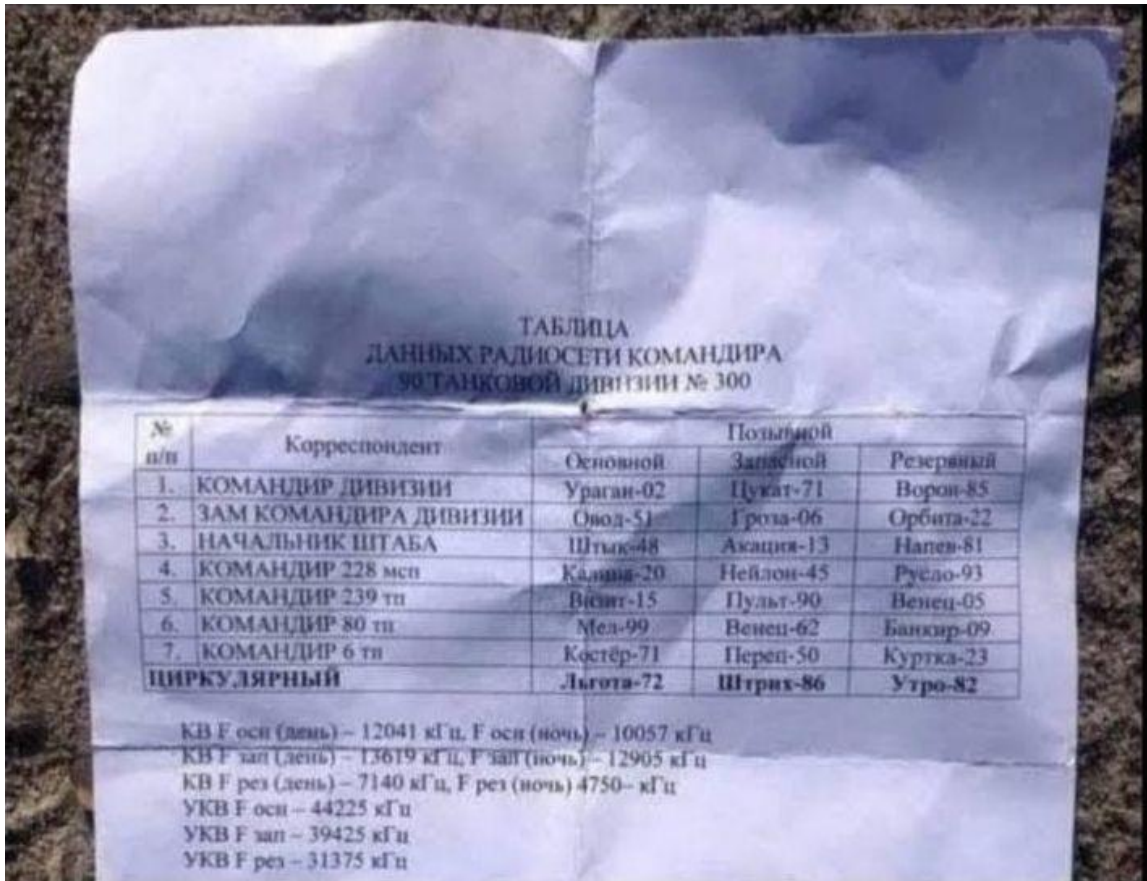 ТАБЛИЦА
ДАННЫХ РАДИОСЕТИ КОМАНДИРА
90 ТАНКОВОЙ ДИВИЗИИ № 300
№ п/п Корреспондент Позывной
Основной Запасной Резервный
1. КОМАНДИР ДИВИЗИИ Ураган-02 Цукат-71 Ворон-85
2. ЗАМ КОМАНДИРА ДИВИЗИИ Овод-51 Гроза-06 Орбита-22
3. НАЧАЛЬНИК ШТАБА Штык-48 Акация-13 Напев-81
4. КОМАНДИР 228 мсп Калина-20 Нейлон-45 Русло-93
5. КОМАНДИР 239 тп Визит-15 Пульт-90 Венец-05
6. КОМАНДИР 80 тп Мел-99 Венец-62 Банкир-09
7. КОМАНДИР 6 тп Костёр-71 Перец-50 Куртка-23
ЦИРКУЛЯРНЫЙ Льгота-72 Штрих-86 Утро-82
КВ F осн (день) – 12041 кГц, F осн (ночь) – 10057 кГц
КВ F зап (день) – 13619 кГц, F зап (ночь) – 12905 кГц
КВ F рез (день) – 7140 кГц, F рез (ночь) 4750– кГц
УКВ F осн – 44225 кГц
УКВ F зап – 39425 кГц
УКВ F рез – 31375 кГц